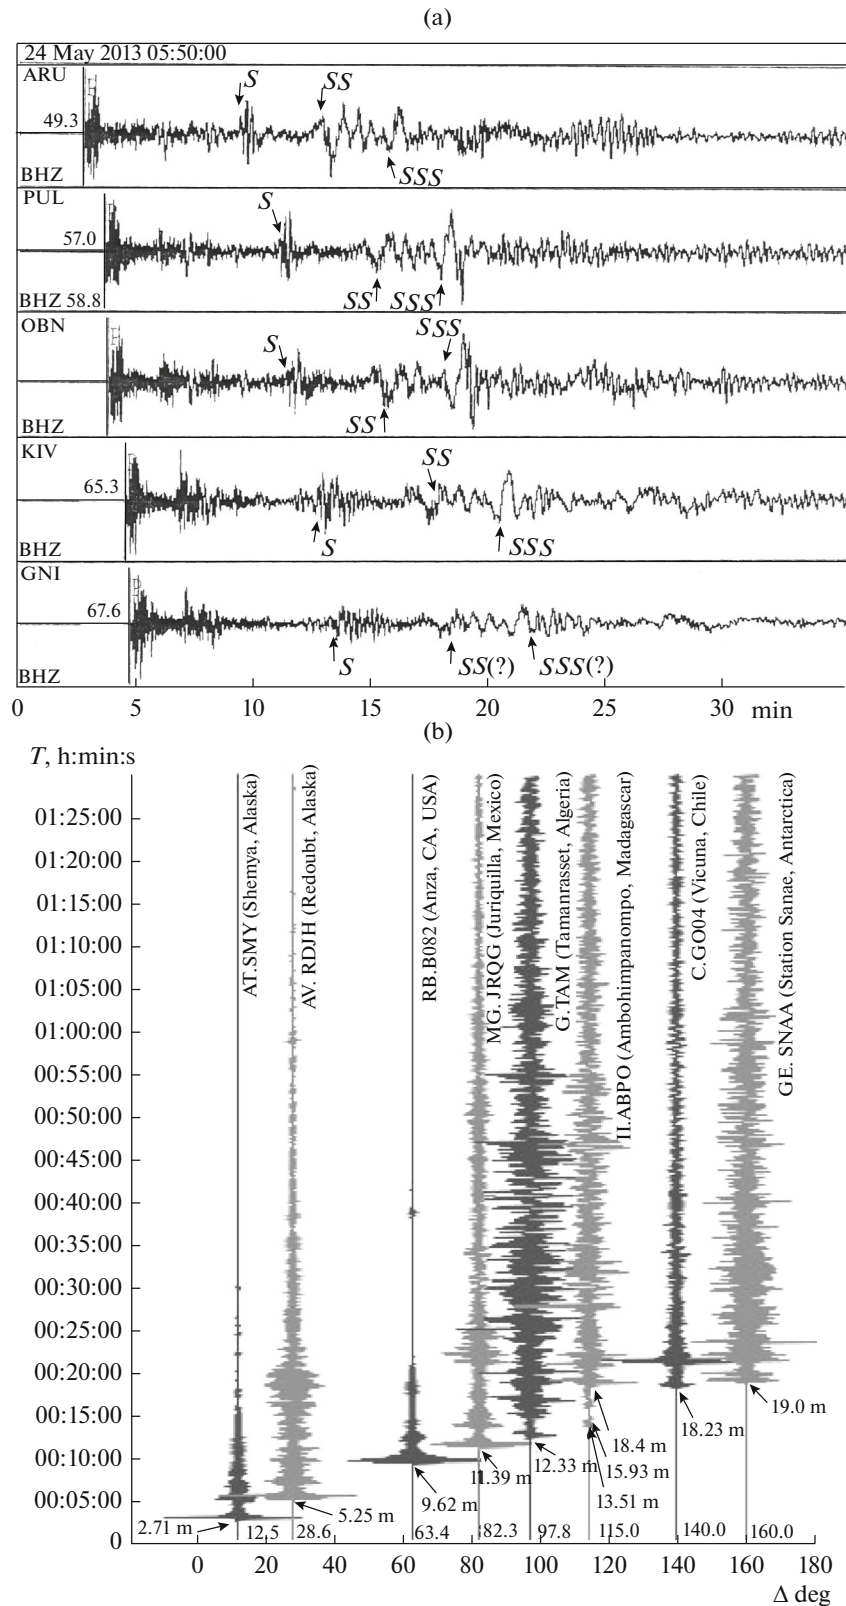 (a)
24 May 2013 05:50:00
ARU
S
SS
49.3
BHZ
SSS
PUL
S
57.0
BHZ 58.8
SS
SSS
OBN
S
SSS
BHZ
SS
KIV
SS
65.3
BHZ
S
SSS
GNI
67.6
BHZ
S
SS(?)
SSS(?)
0 5 10 15 20 25 30 min
(b)
T, h:min:s
01:25:00
01:20:00
01:15:00
01:10:00
01:05:00
01:00:00
00:55:00
00:50:00
00:45:00
00:40:00
00:35:00
00:30:00
00:25:00
00:20:00
00:15:00
00:10:00
00:05:00
0
AT.SMY (Shemya, Alaska)
AV. RDJH (Redoubt, Alaska)
RB.B082 (Anza, CA, USA)
MG. JRQG (Juriquilla, Mexico)
G.TAM (Tamanrasset, Algeria)
II.ABPO (Ambohimpanompo, Madagascar)
C.GO04 (Vicuna, Chile)
GE. SNAA (Station Sanae, Antarctica)
2.71 m
5.25 m
9.62 m
11.39 m
12.33 m
18.4 m
15.93 m
13.51 m
18.23 m
19.0 m
12.5 28.6 63.4 82.3 97.8 115.0 140.0 160.0
0 20 40 60 80 100 120 140 160 180
Δ deg